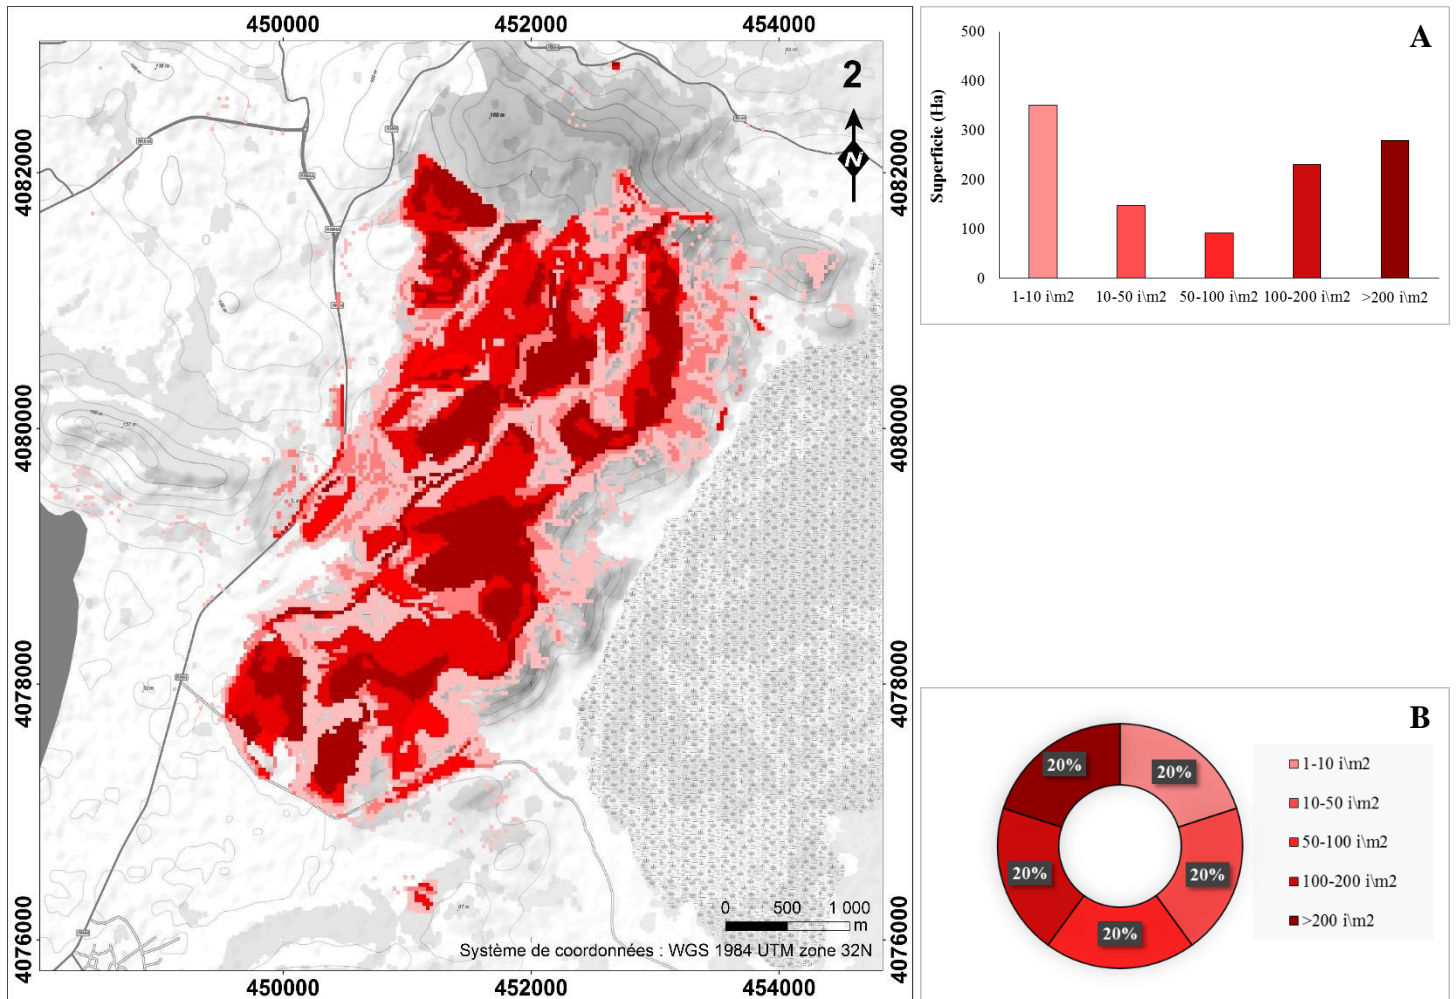 450000
452000
454000
2
N
4082000
4080000
4078000
4076000
4082000
4080000
4078000
4076000
0 500 1 000
m
Système de coordonnées : WGS 1984 UTM zone 32N
450000
452000
454000
A
Superficie (Ha)
500
400
300
200
100
0
1-10 i\m2
10-50 i\m2
50-100 i\m2
100-200 i\m2
>200 i\m2
B
20%
20%
20%
20%
20%
1-10 i\m2
10-50 i\m2
50-100 i\m2
100-200 i\m2
>200 i\m2